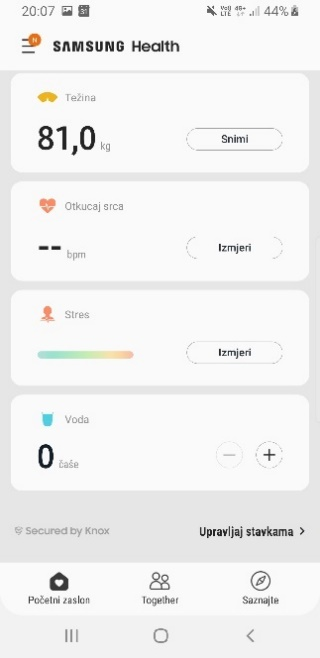 20:07 31 44%
N
SAMSUNG Health
Težina
81,0 kg Snimi
Otkucaj srca
-- bpm Izmjeri
Stres
Izmjeri
Voda
0 čaše
Secured by Knox Upravljaj stavkama
Početni zaslon Together Saznajte